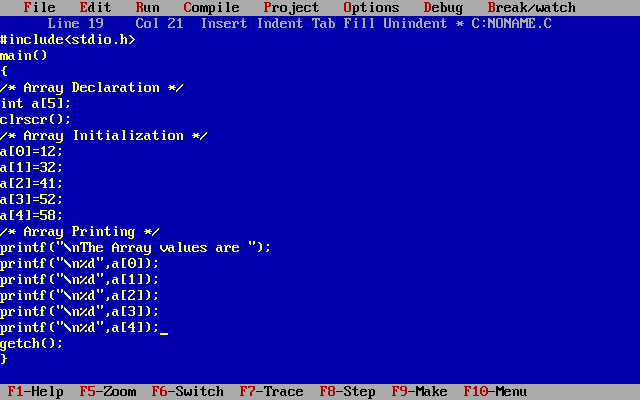 File Edit Run Compile Project Options Debug Break/watch
Line 19 Col 21 Insert Indent Tab Fill Unindent * C:NONAME.C
#include<stdio.h>
main()
{
/* Array Declaration */
int a[5];
clrscr();
/* Array Initialization */
a[0]=12;
a[1]=32;
a[2]=41;
a[3]=52;
a[4]=58;
/* Array Printing */
printf("\nThe Array values are ");
printf("\n%d",a[0]);
printf("\n%d",a[1]);
printf("\n%d",a[2]);
printf("\n%d",a[3]);
printf("\n%d",a[4]);
getch();
}
F1-Help F5-Zoom F6-Switch F7-Trace F8-Step F9-Make F10-Menu